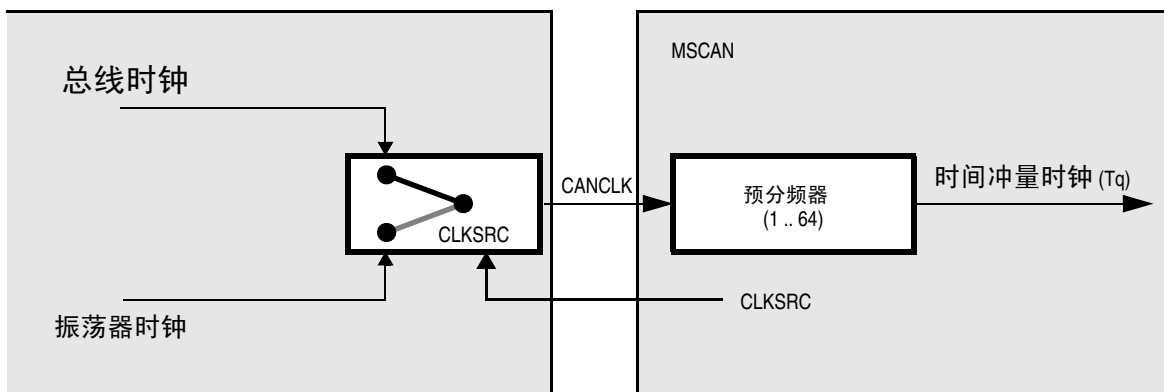 MSCAN
总线时钟
CANCLK
预分频器
(1 .. 64)
时间冲量时钟 (Tq)
CLKSRC
CLKSRC
振荡器时钟